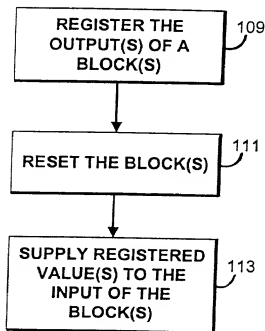 REGISTER THE
OUTPUT(S) OF A
BLOCK(S)
109
RESET THE BLOCK(S)
111
SUPPLY REGISTERED
VALUE(S) TO THE
INPUT OF THE
BLOCK(S)
113